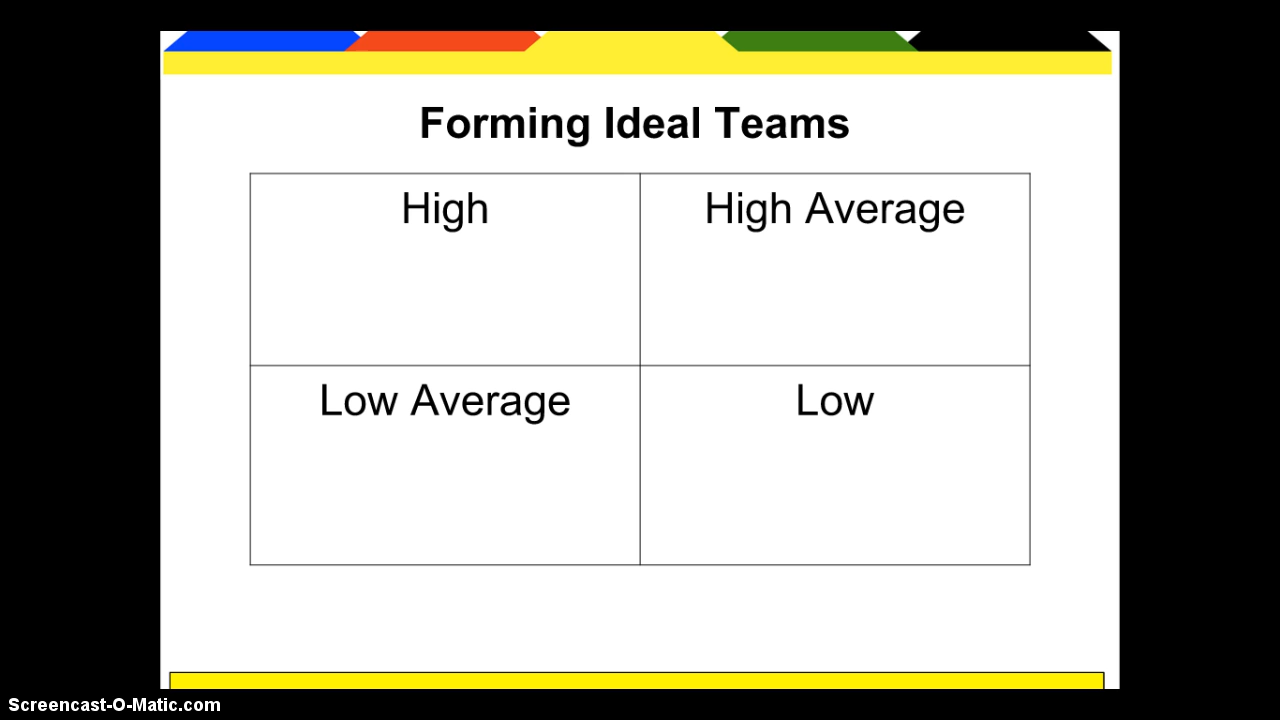 Forming Ideal Teams
High
High Average
Low Average
Low
Screencast-O-Matic.com